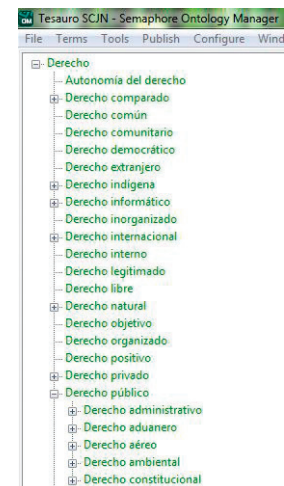 Tesauro SCJN - Semaphore Ontology Manager
File Terms Tools Publish Configure Wind
Derecho
Autonomía del derecho
Derecho comparado
Derecho común
Derecho comunitario
Derecho democrático
Derecho extranjero
Derecho indígena
Derecho informático
Derecho inorganizado
Derecho internacional
Derecho interno
Derecho legitimado
Derecho libre
Derecho natural
Derecho objetivo
Derecho organizado
Derecho positivo
Derecho privado
Derecho público
Derecho administrativo
Derecho aduanero
Derecho aéreo
Derecho ambiental
Derecho constitucional